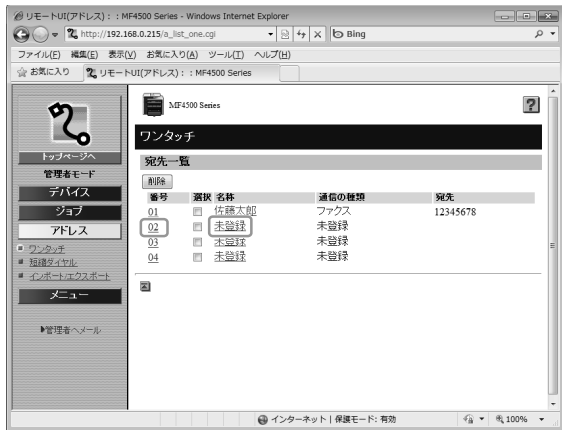 リモートUI(アドレス)：：MF4500 Series - Windows Internet Explorer
http://192.168.0.215/a_list_one.cgi
Bing
ファイル(F) 編集(E) 表示(V) お気に入り(A) ツール(T) ヘルプ(H)
お気に入り リモートUI(アドレス)：：MF4500 Series
MF4500 Series
?
ワンタッチ
トップページへ
管理者モード
デバイス
ジョブ
アドレス
ワンタッチ
短縮ダイヤル
インポート/エクスポート
メニュー
管理者へメール
宛先一覧
削除
番号 選択 名称 通信の種類 宛先
01 佐藤太郎 ファクス 12345678
02 未登録 未登録
03 未登録 未登録
04 未登録 未登録
インターネット | 保護モード: 有効
100%